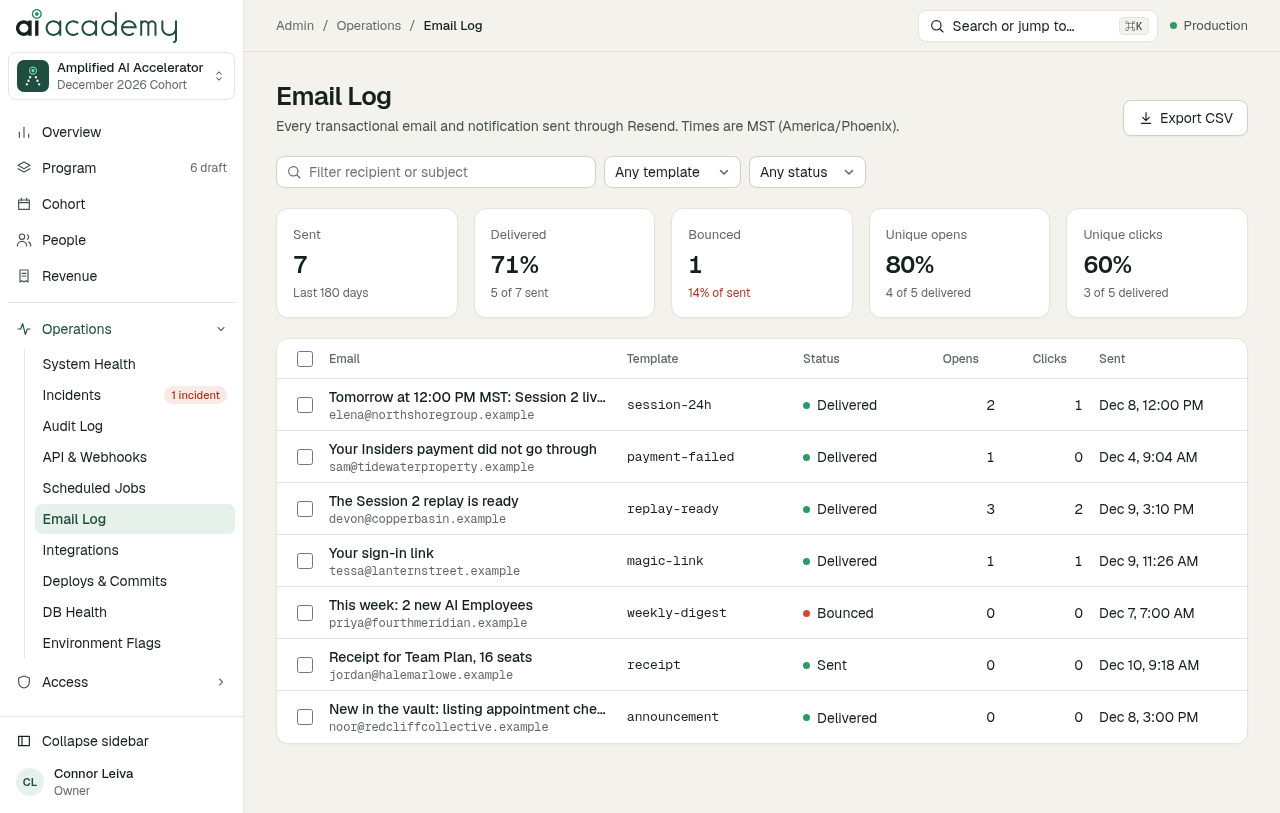 ai academy
Amplified AI Accelerator
December 2026 Cohort
Overview
Program 6 draft
Cohort
People
Revenue
Operations
System Health
Incidents 1 incident
Audit Log
API & Webhooks
Scheduled Jobs
Email Log
Integrations
Deploys & Commits
DB Health
Environment Flags
Access
Collapse sidebar
CL Connor Leiva
Owner
Admin / Operations / Email Log
Search or jump to… ⌘K
Production
Email Log
Every transactional email and notification sent through Resend. Times are MST (America/Phoenix).
Export CSV
Filter recipient or subject
Any template
Any status
Sent
7
Last 180 days
Delivered
71%
5 of 7 sent
Bounced
1
14% of sent
Unique opens
80%
4 of 5 delivered
Unique clicks
60%
3 of 5 delivered
Email Template Status Opens Clicks Sent
Tomorrow at 12:00 PM MST: Session 2 liv…
elena@northshoregroup.example
session-24h Delivered 2 1 Dec 8, 12:00 PM
Your Insiders payment did not go through
sam@tidewaterproperty.example
payment-failed Delivered 1 0 Dec 4, 9:04 AM
The Session 2 replay is ready
devon@copperbasin.example
replay-ready Delivered 3 2 Dec 9, 3:10 PM
Your sign-in link
tessa@lanternstreet.example
magic-link Delivered 1 1 Dec 9, 11:26 AM
This week: 2 new AI Employees
priya@fourthmeridian.example
weekly-digest Bounced 0 0 Dec 7, 7:00 AM
Receipt for Team Plan, 16 seats
jordan@halemarlowe.example
receipt Sent 0 0 Dec 10, 9:18 AM
New in the vault: listing appointment che…
noor@redcliffcollective.example
announcement Delivered 0 0 Dec 8, 3:00 PM